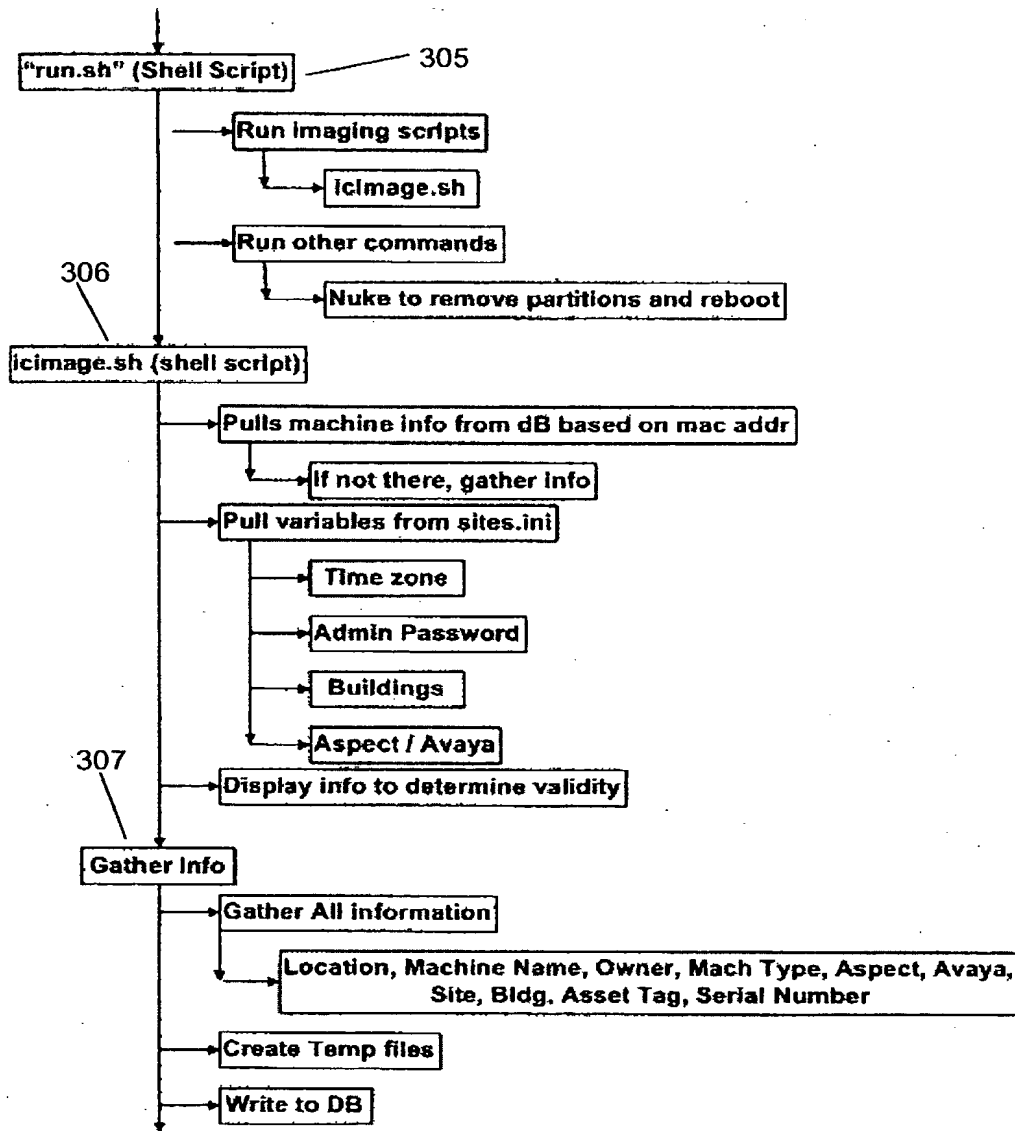 "run.sh" (Shell Script)
305
Run imaging scripts
icimage.sh
Run other commands
306
Nuke to remove partitions and reboot
icimage.sh (shell script)
Pulls machine info from dB based on mac addr
If not there, gather info
Pull variables from sites.ini
Time zone
Admin Password
Buildings
Aspect / Avaya
307
Display info to determine validity
Gather Info
Gather All information
Location, Machine Name, Owner, Mach Type, Aspect, Avaya,
Site, Bldg. Asset Tag, Serial Number
Create Temp files
Write to DB